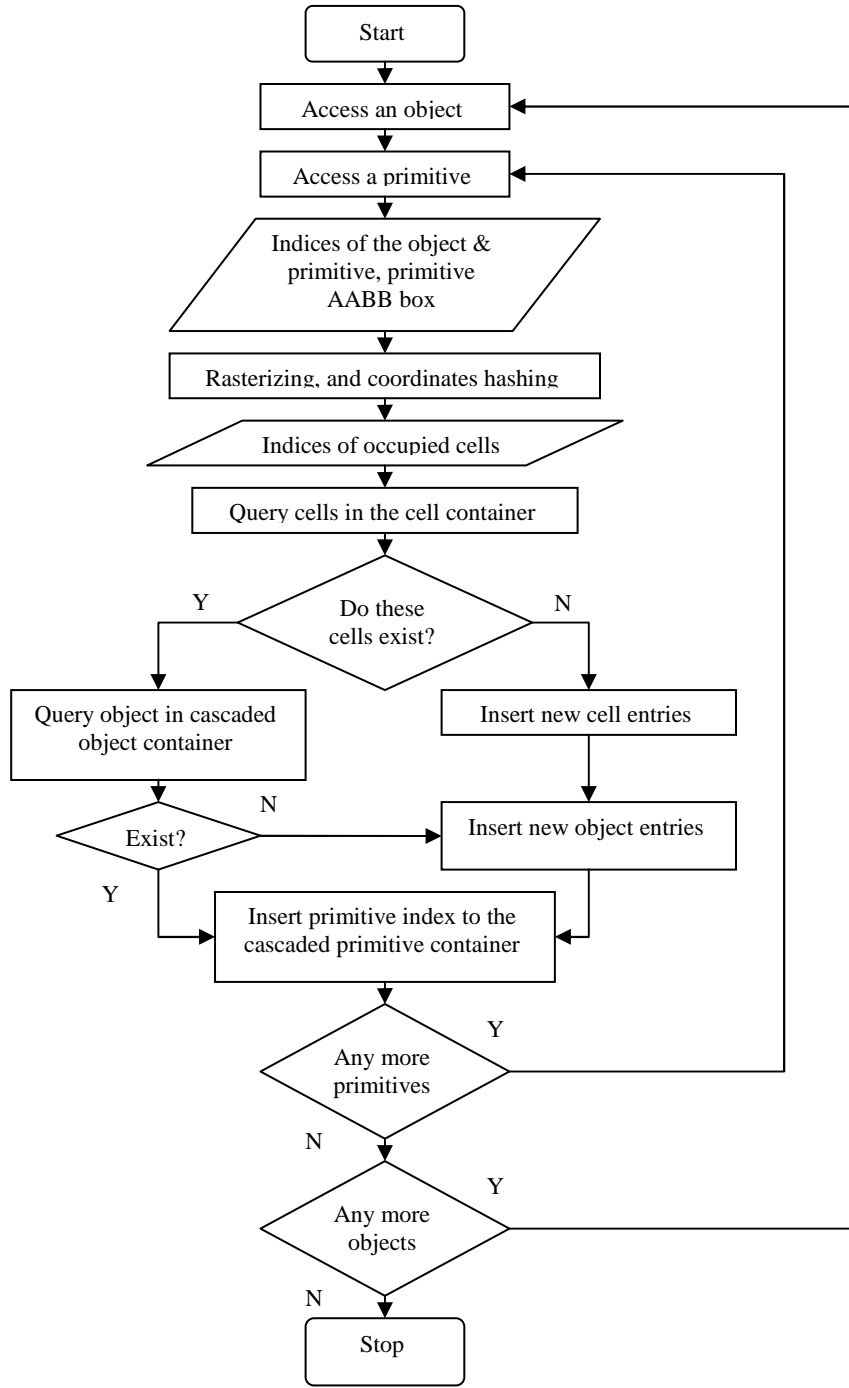 Start
Access an object
Access a primitive
Indices of the object &
primitive, primitive
AABB box
Rasterizing, and coordinates hashing
Indices of occupied cells
Query cells in the cell container
Y
Do these
cells exist?
N
Query object in cascaded
object container
Insert new cell entries
N
Exist?
Insert new object entries
Y
Insert primitive index to the
cascaded primitive container
Y
Any more
primitives
N
Y
Any more
objects
N
Stop